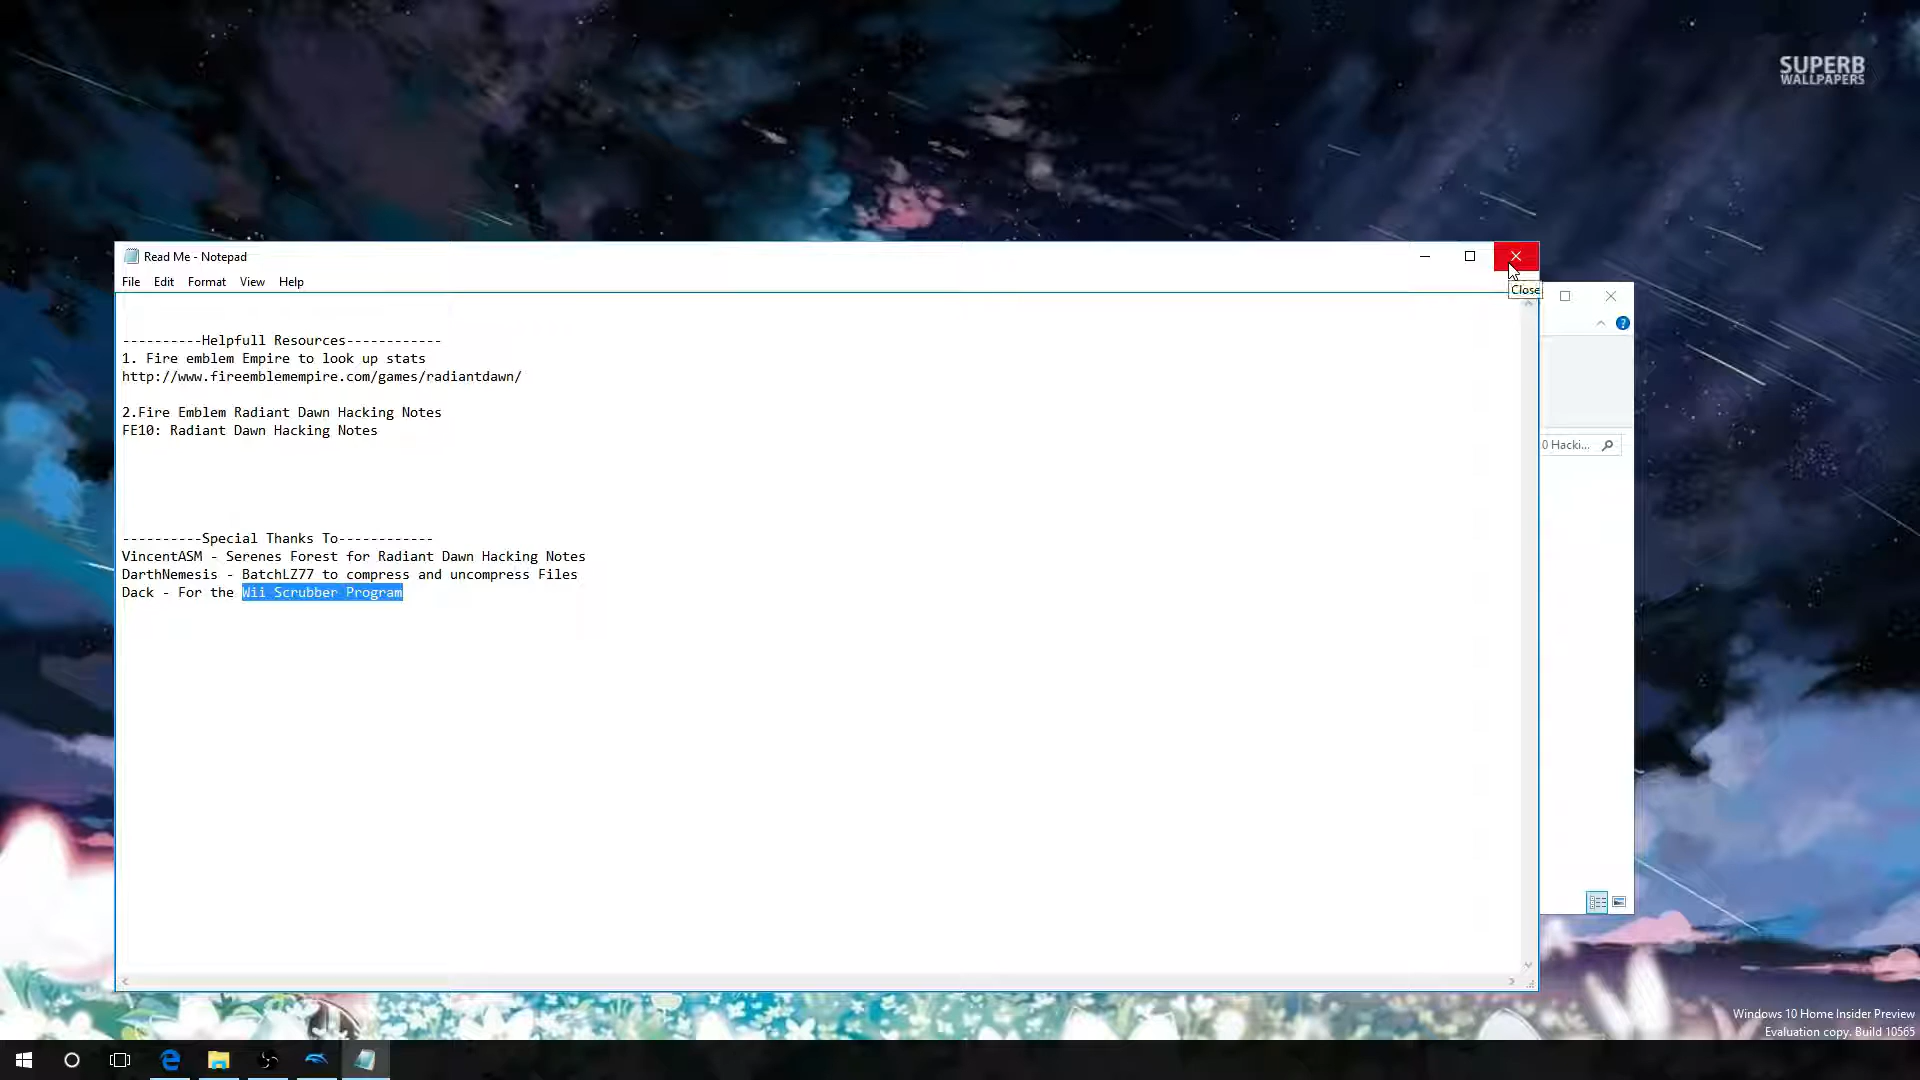 SUPERB
WALLPAPERS
Read Me - Notepad
File Edit Format View Help
Close
----------Helpfull Resources------------
1. Fire emblem Empire to look up stats
http://www.fireemblemempire.com/games/radiantdawn/
2.Fire Emblem Radiant Dawn Hacking Notes
FE10: Radiant Dawn Hacking Notes
0 Hacki...
----------Special Thanks To------------
VincentASM - Serenes Forest for Radiant Dawn Hacking Notes
DarthNemesis - BatchLZ77 to compress and uncompress Files
Dack - For the Wii Scrubber Program
Windows 10 Home Insider Preview
Evaluation copy. Build 10565